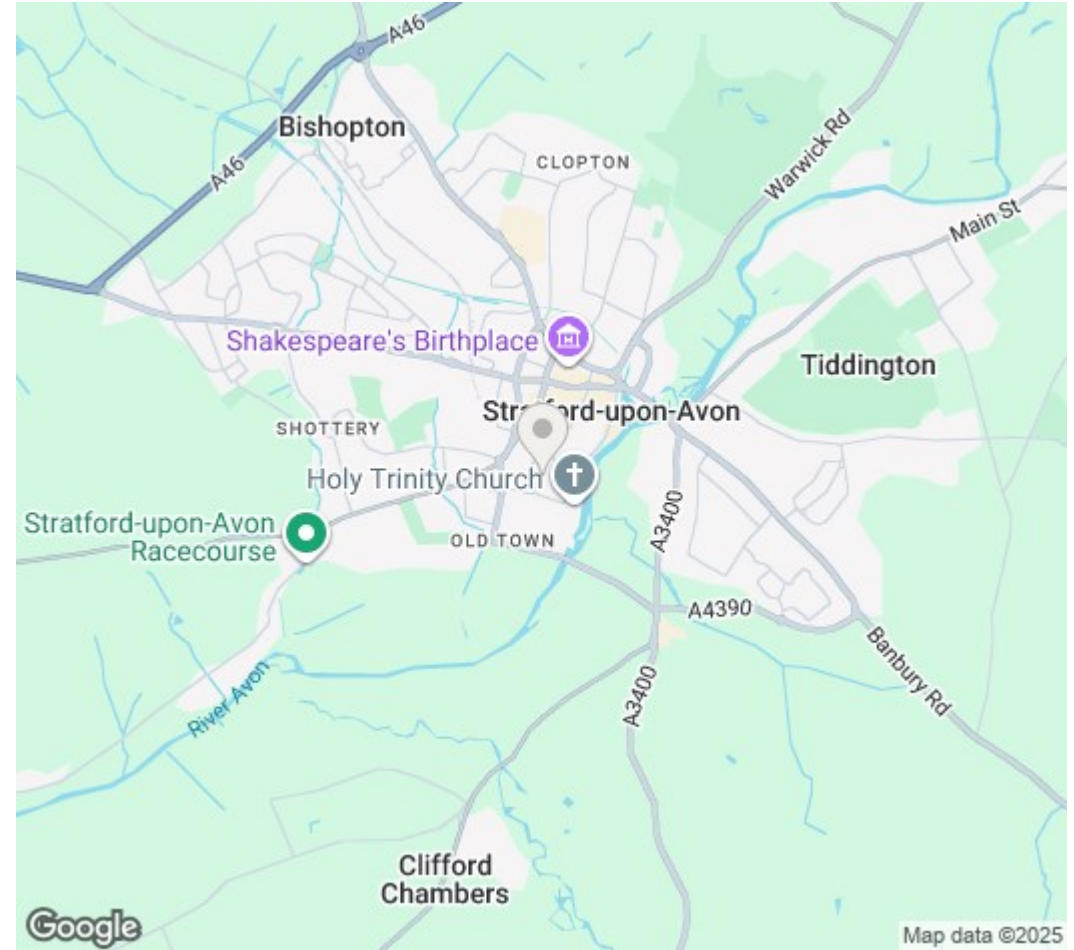 A46
Bishopton
CLOPTON
A46
Warwick Rd
Main St
Shakespeare's Birthplace
Tiddington
Stratford-upon-Avon
SHOTTERY
Holy Trinity Church
Stratford-upon-Avon
Racecourse
OLD TOWN
A3400
A4390
Banbury Rd
River Avon
A3400
Clifford
Chambers
Google
Map data ©2025